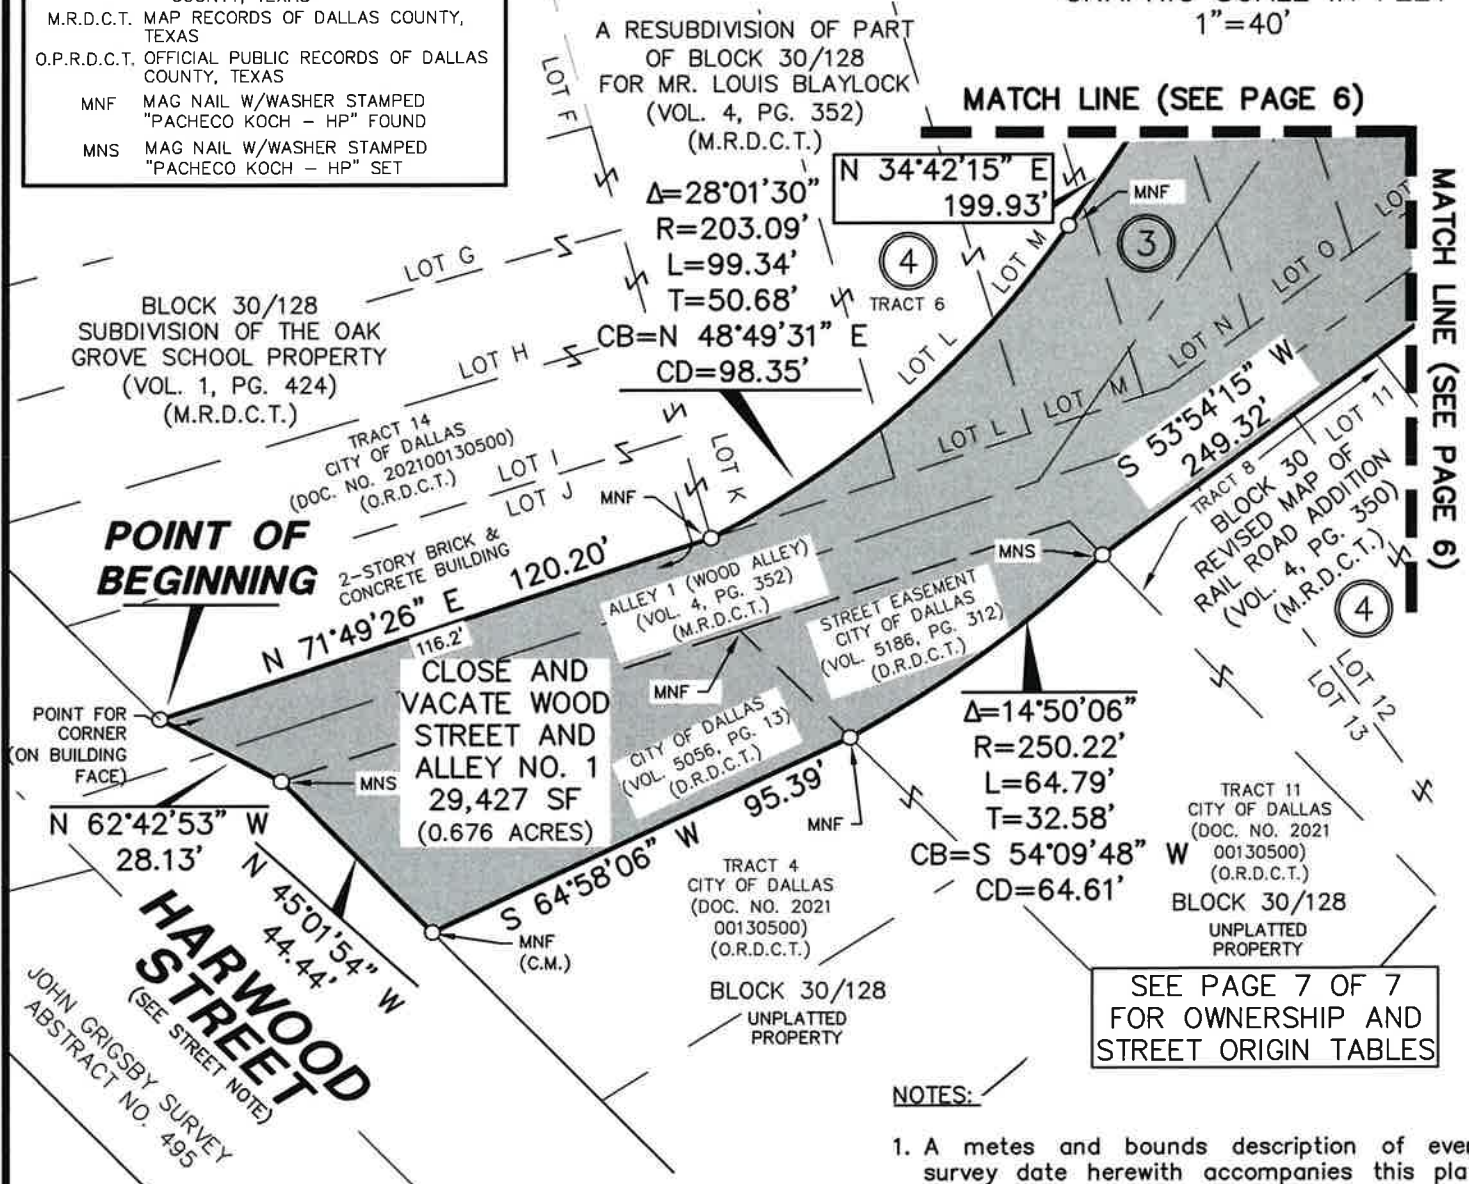 COUNTY, TEXAS
M.R.D.C.T. MAP RECORDS OF DALLAS COUNTY,
TEXAS
O.P.R.D.C.T. OFFICIAL PUBLIC RECORDS OF DALLAS
COUNTY, TEXAS
MNF MAG NAIL W/WASHER STAMPED
"PACHECO KOCH – HP" FOUND
MNS MAG NAIL W/WASHER STAMPED
"PACHECO KOCH – HP" SET
A RESUBDIVISION OF PART
OF BLOCK 30/128
FOR MR. LOUIS BLAYLOCK
(VOL. 4, PG. 352)
(M.R.D.C.T.)
GRAPHIC SCALE IN FEET
1"=40'
MATCH LINE (SEE PAGE 6)
MATCH LINE (SEE PAGE 6)
LOT F
N 34°42'15" E
199.93'
MNF
3
Δ=28°01'30"
R=203.09'
L=99.34'
T=50.68'
CB=N 48°49'31" E
CD=98.35'
4
TRACT 6
LOT M
LOT L
LOT G
LOT H
LOT I
LOT J
LOT K
BLOCK 30/128
SUBDIVISION OF THE OAK
GROVE SCHOOL PROPERTY
(VOL. 1, PG. 424)
(M.R.D.C.T.)
TRACT 14
CITY OF DALLAS
(DOC. NO. 202100130500)
(O.R.D.C.T.)
LOT L
LOT M
LOT N
LOT O
LOT
S 53°54'15" W
249.32'
TRACT 8
LOT 11
BLOCK 30
REVISED MAP OF
RAIL ROAD ADDITION
(VOL. 4, PG. 350)
(M.R.D.C.T.)
4
LOT 12
LOT 13
POINT OF
BEGINNING
2–STORY BRICK &
CONCRETE BUILDING
MNF
N 71°49'26" E 120.20'
116.2'
ALLEY 1 (WOOD ALLEY)
(VOL. 4, PG. 352)
(M.R.D.C.T.)
MNS
STREET EASEMENT
CITY OF DALLAS
(VOL. 5186, PG. 312)
(D.R.D.C.T.)
MNF
CLOSE AND
VACATE WOOD
STREET AND
ALLEY NO. 1
29,427 SF
(0.676 ACRES)
CITY OF DALLAS
(VOL. 5056, PG. 13)
(D.R.D.C.T.)
POINT FOR
CORNER
(ON BUILDING
FACE)
MNS
N 62°42'53" W
28.13'
N 45°01'54" W
44.44'
S 64°58'06" W 95.39'
MNF
MNF
(C.M.)
Δ=14°50'06"
R=250.22'
L=64.79'
T=32.58'
CB=S 54°09'48" W
CD=64.61'
TRACT 4
CITY OF DALLAS
(DOC. NO. 2021
00130500)
(O.R.D.C.T.)
BLOCK 30/128
UNPLATTED
PROPERTY
TRACT 11
CITY OF DALLAS
(DOC. NO. 2021
00130500)
(O.R.D.C.T.)
BLOCK 30/128
UNPLATTED
PROPERTY
HARWOOD
STREET
(SEE STREET NOTE)
JOHN GRIGSBY SURVEY
ABSTRACT NO. 495
SEE PAGE 7 OF 7
FOR OWNERSHIP AND
STREET ORIGIN TABLES
NOTES:
1. A metes and bounds description of even
survey date herewith accompanies this pla